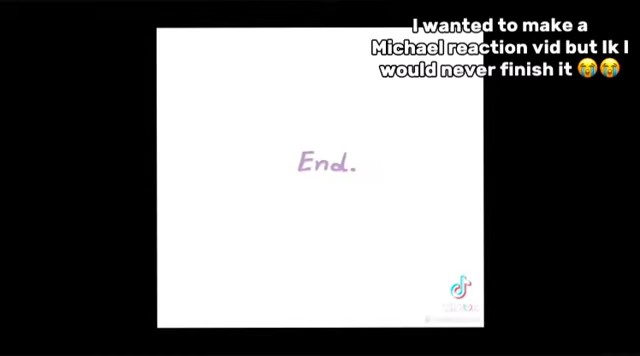 I wanted to make a
Michael reaction vid but Ik I
would never finish it 😭😭
End.